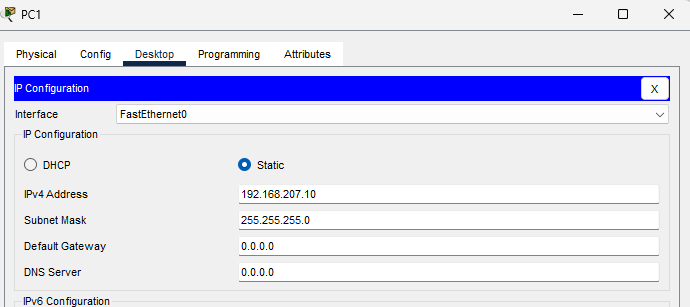 PC1
Physical Config Desktop Programming Attributes
IP Configuration X
Interface FastEthernet0
IP Configuration
DHCP Static
IPv4 Address 192.168.207.10
Subnet Mask 255.255.255.0
Default Gateway 0.0.0.0
DNS Server 0.0.0.0
IPv6 Configuration